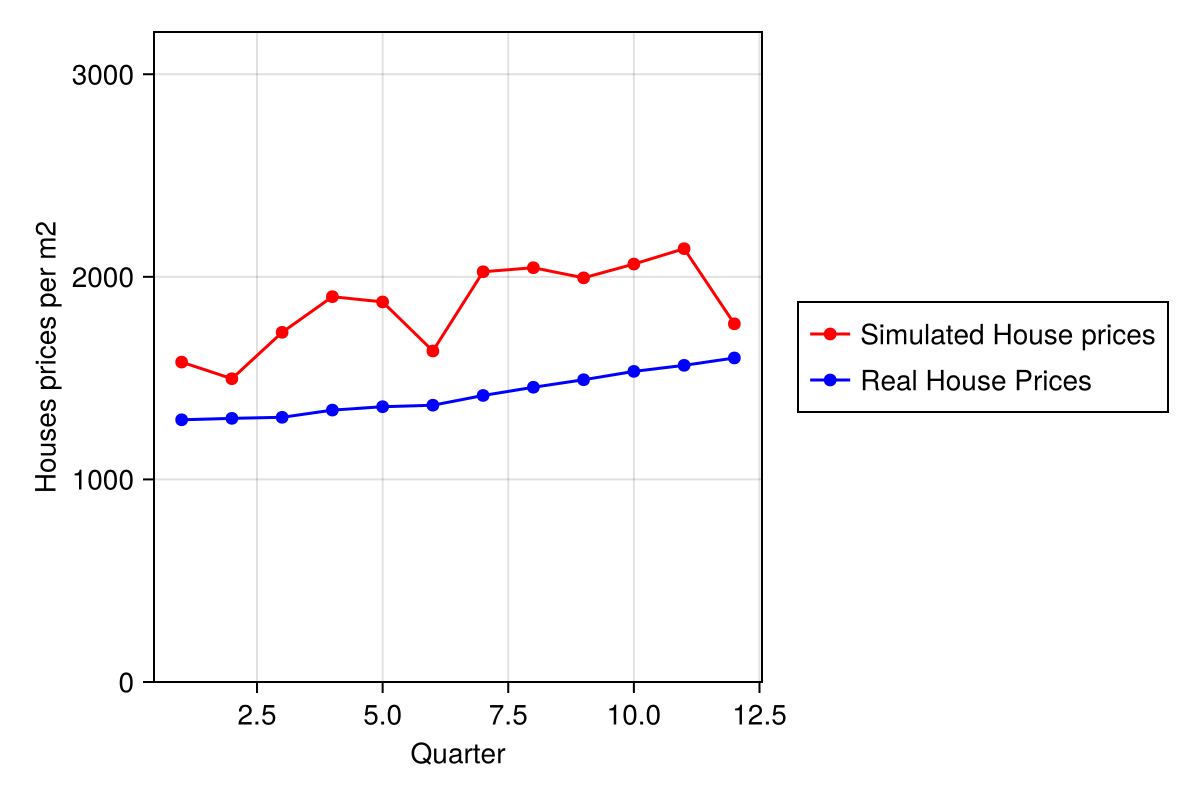 Houses prices per m2
3000
2000
1000
0
2.5 5.0 7.5 10.0 12.5
Quarter
Simulated House prices
Real House Prices